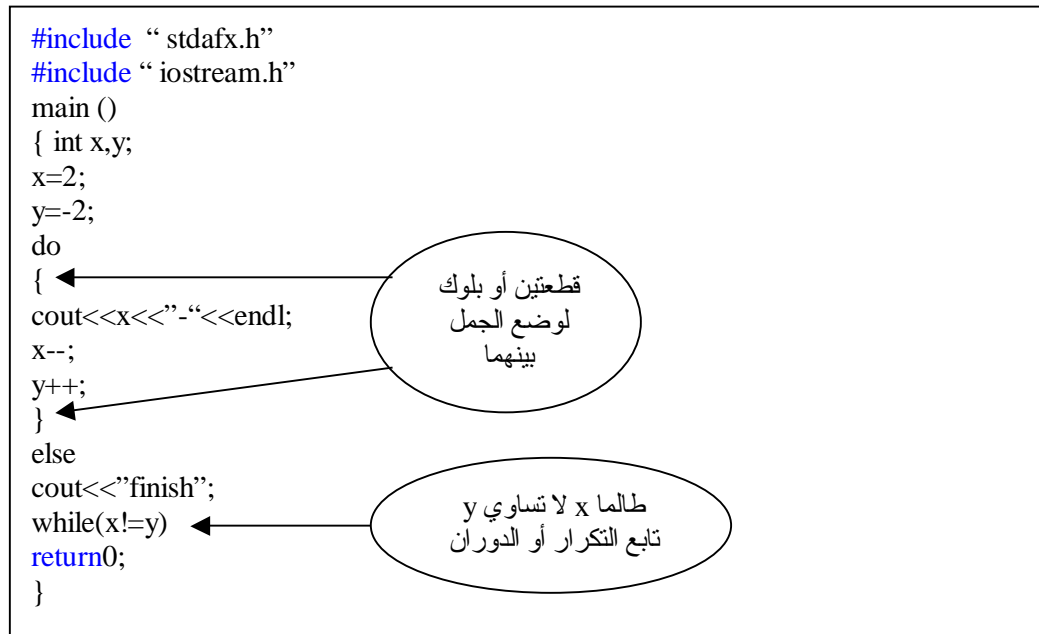 #include “ stdafx.h”
#include “ iostream.h”
main ()
{ int x,y;
x=2;
y=-2;
do
{
cout<<x<<”-“<<endl;
x--;
y++;
}
else
cout<<”finish”;
while(x!=y)
return0;
}
قطعتين أو بلوك
لوضع الجمل
بينهما
طالما x لا تساوي y
تابع التكرار أو الدوران